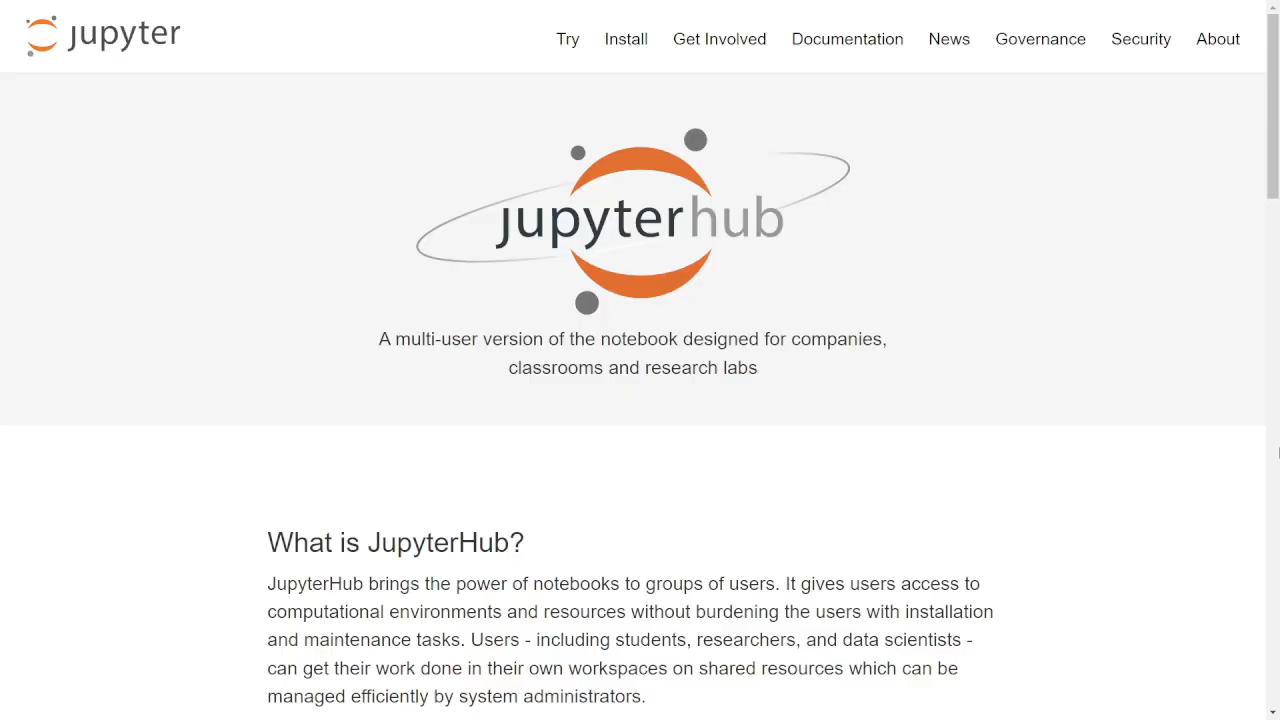 jupyter
Try Install Get Involved Documentation News Governance Security About
jupyterhub
A multi-user version of the notebook designed for companies,
classrooms and research labs
What is JupyterHub?
JupyterHub brings the power of notebooks to groups of users. It gives users access to
computational environments and resources without burdening the users with installation
and maintenance tasks. Users - including students, researchers, and data scientists -
can get their work done in their own workspaces on shared resources which can be
managed efficiently by system administrators.